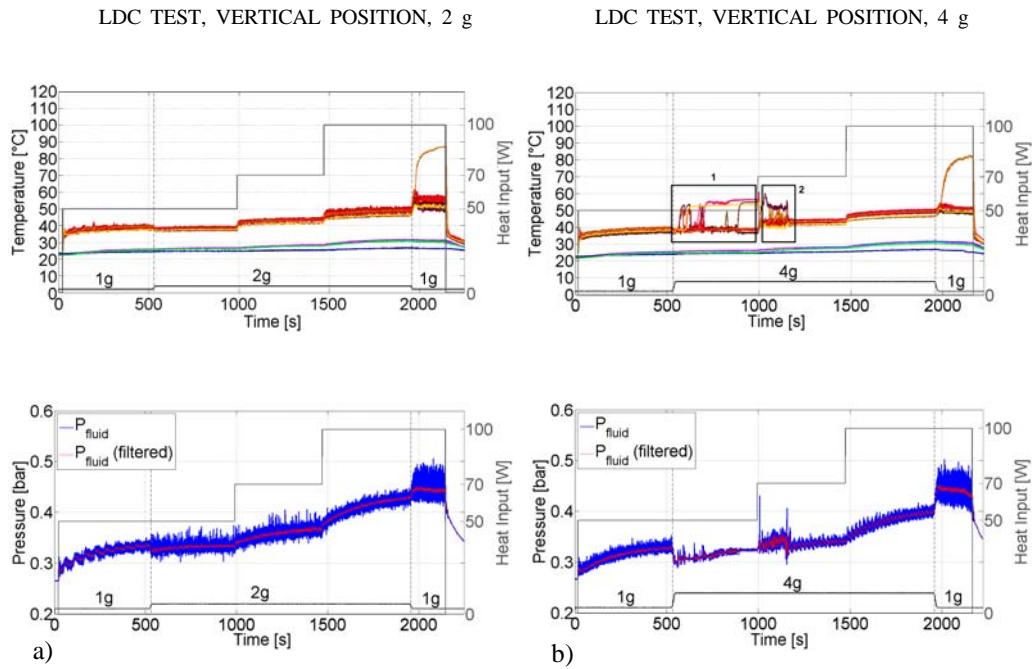 LDC TEST, VERTICAL POSITION, 2 g
LDC TEST, VERTICAL POSITION, 4 g
120
110
100
90
80
70
60
50
40
30
20
10
0
Temperature [°C]
100
70
50
0
Heat Input [W]
1g
2g
1g
0
500
1000
1500
2000
Time [s]
120
110
100
90
80
70
60
50
40
30
20
10
0
Temperature [°C]
100
70
50
0
Heat Input [W]
1
2
1g
4g
1g
0
500
1000
1500
2000
Time [s]
0.6
0.5
0.4
0.3
0.2
Pressure [bar]
P fluid
P fluid (filtered)
100
70
50
0
Heat Input [W]
1g
2g
1g
0
500
1000
1500
2000
Time [s]
a)
0.6
0.5
0.4
0.3
0.2
Pressure [bar]
P fluid
P fluid (filtered)
100
70
50
0
Heat Input [W]
1g
4g
1g
0
500
1000
1500
2000
Time [s]
b)